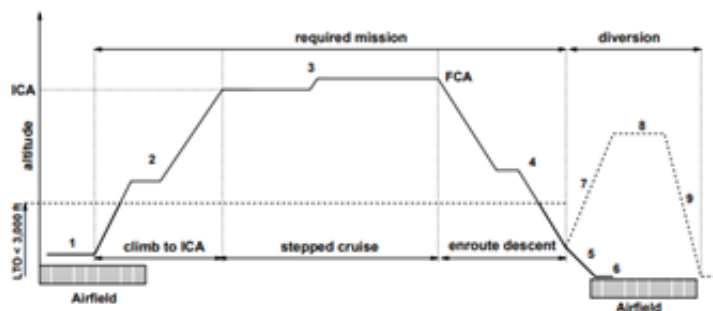 required mission
diversion
3
FCA
ICA
altitude
8
2
4
7
9
LTO < 3,000 ft
1
climb to ICA
stepped cruise
enroute descent
5
6
Airfield
Airfield